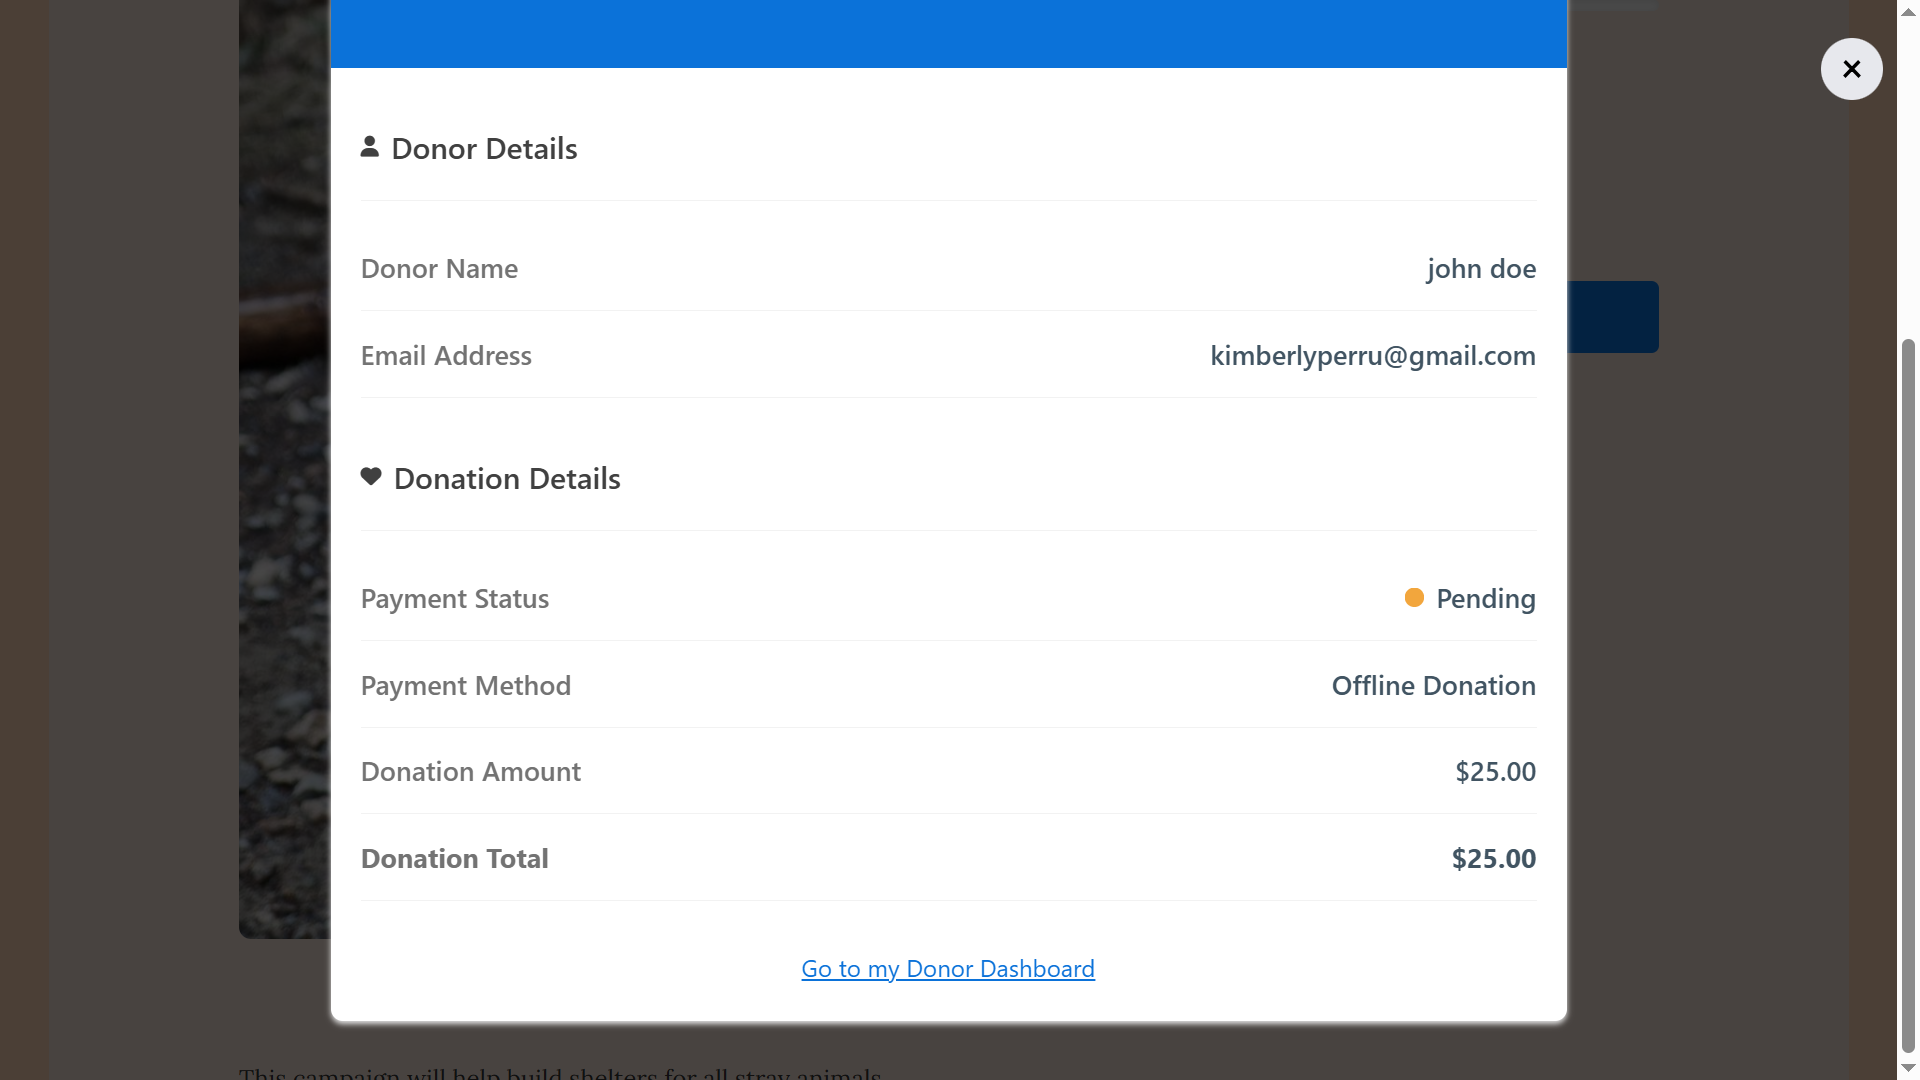 Donor Details
Donor Name john doe
Email Address kimberlyperru@gmail.com
Donation Details
Payment Status Pending
Payment Method Offline Donation
Donation Amount $25.00
Donation Total $25.00
Go to my Donor Dashboard
This campaign will help build shelters for all stray animals